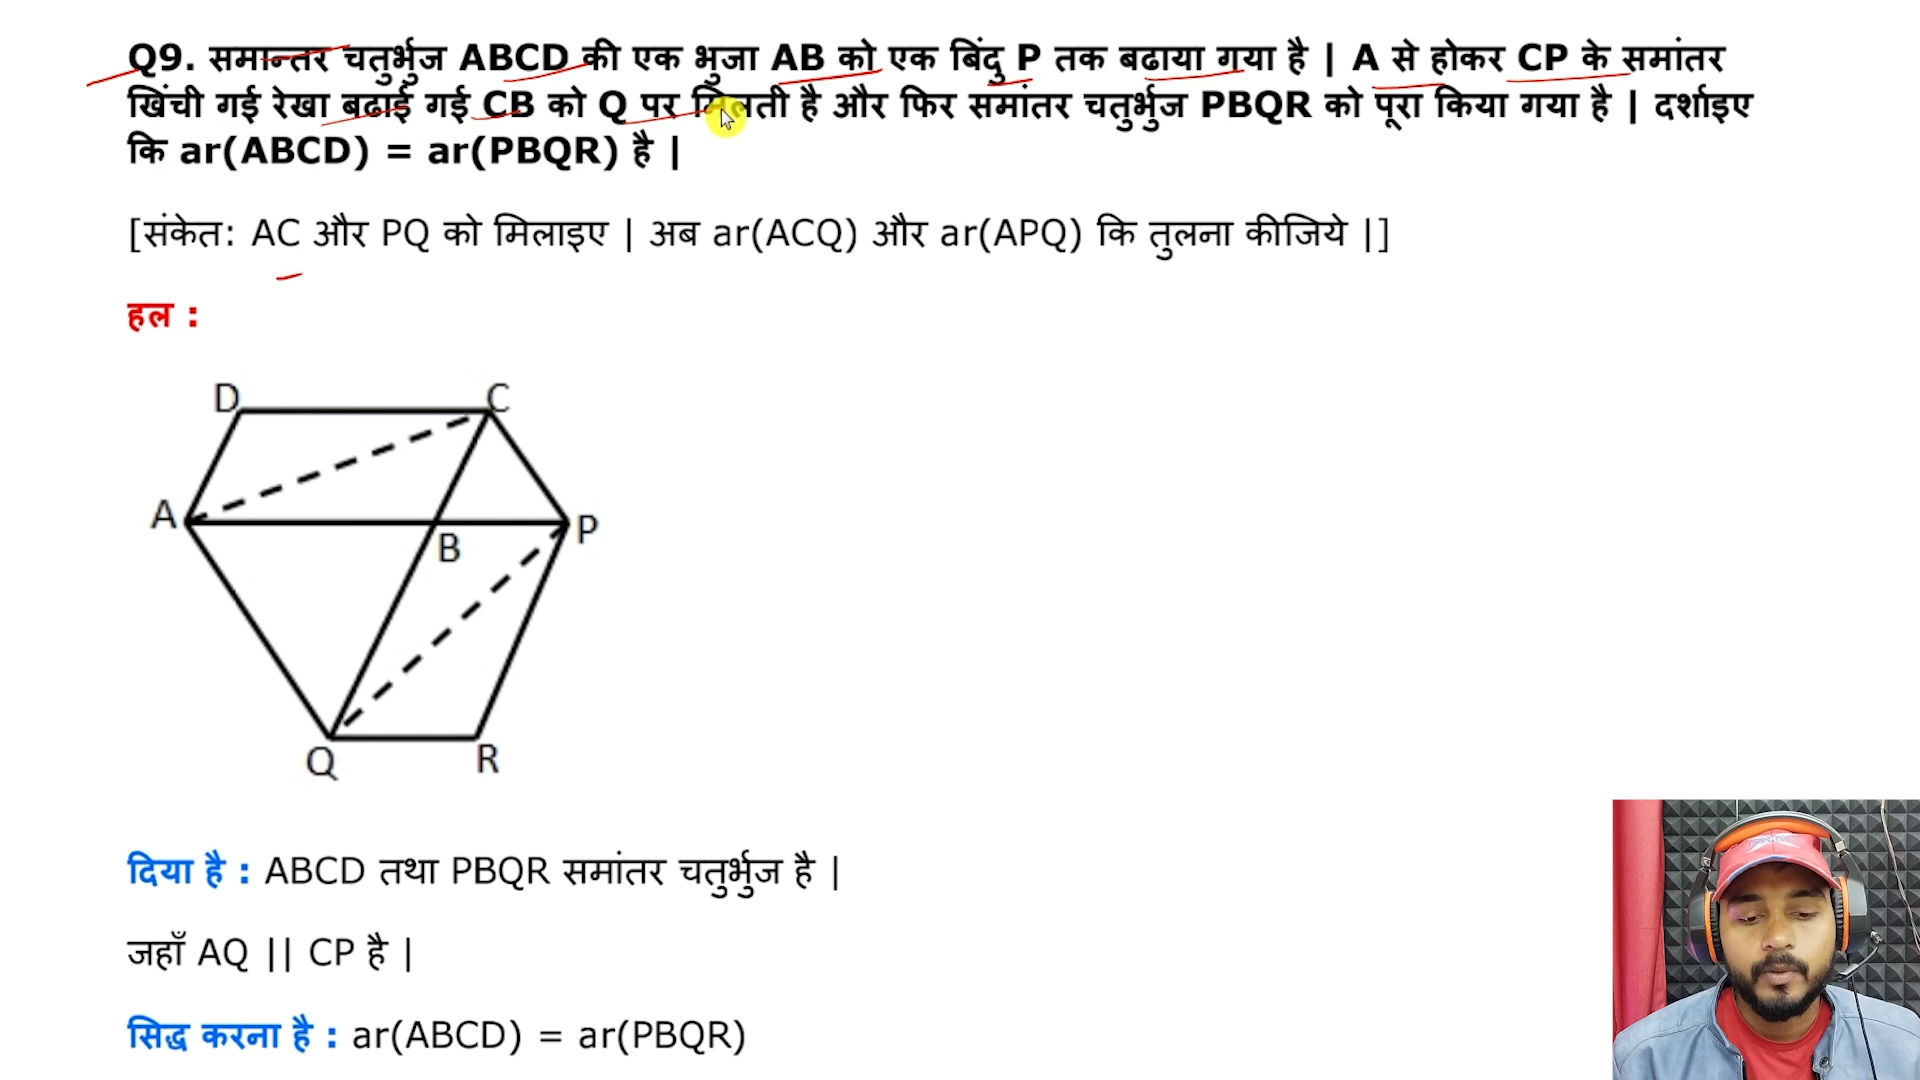 Q9. समान्तर चतुर्भुज ABCD की एक भुजा AB को एक बिंदु P तक बढाया गया है | A से होकर CP के समांतर
खिंची गई रेखा बढाई गई CB को Q पर मिलती है और फिर समांतर चतुर्भुज PBQR को पूरा किया गया है | दर्शाइए
कि ar(ABCD) = ar(PBQR) है |
[संकेत: AC और PQ को मिलाइए | अब ar(ACQ) और ar(APQ) कि तुलना कीजिये |]
हल :
D C
A B P
Q R
दिया है : ABCD तथा PBQR समांतर चतुर्भुज है |
जहाँ AQ || CP है |
सिद्ध करना है : ar(ABCD) = ar(PBQR)